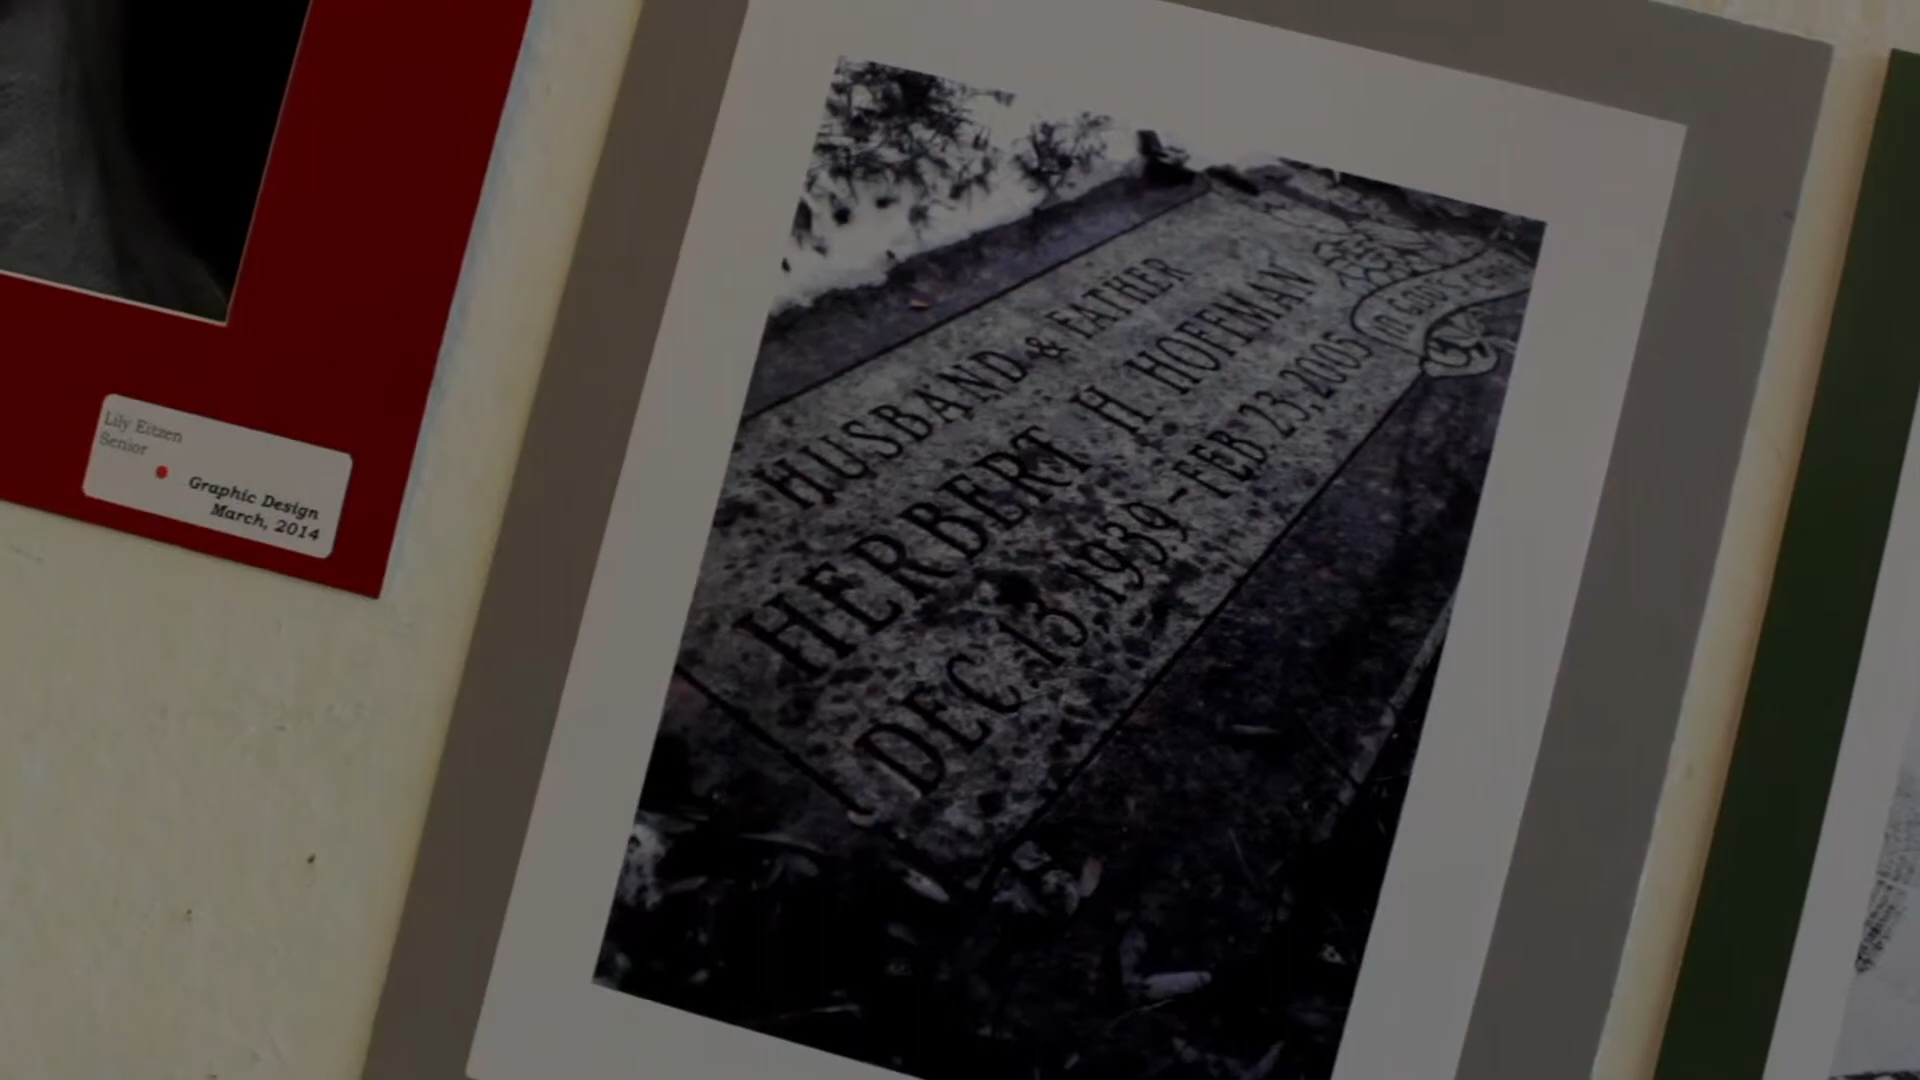 Lily Eitzen
Senior
Graphic Design
March, 2014
HUSBAND & FATHER
HERBERT H. HOFFMAN
DEC 13 1939 - FEB 23, 2005
IN GOD'S